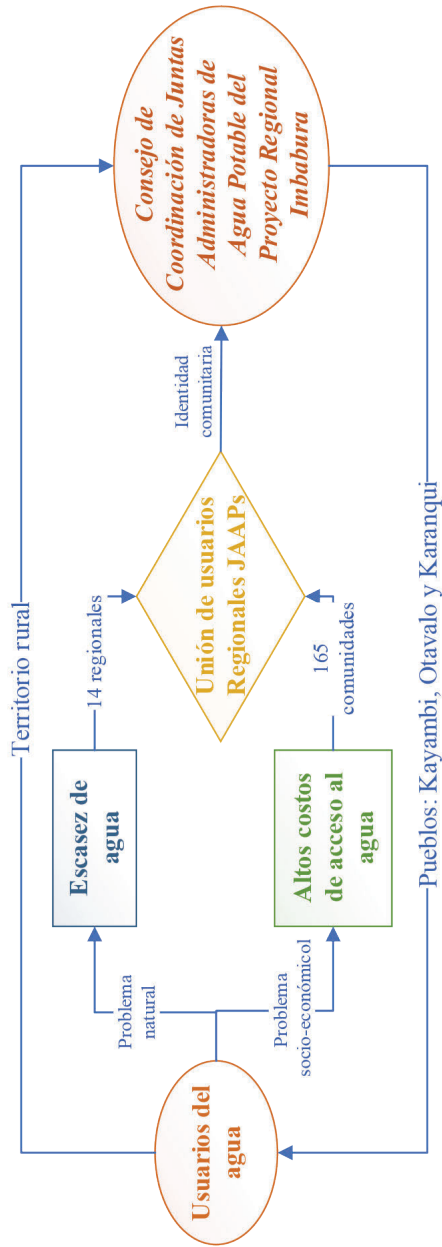 Territorio rural
Usuarios del
agua
Problema
natural
Escasez de
agua
14 regionales
Problema
socio-económicol
Altos costos
de acceso al
agua
165
comunidades
Unión de usuarios
Regionales JAAPs
Identidad
comunitaria
Consejo de
Coordinación de Juntas
Administradoras de
Agua Potable del
Proyecto Regional
Imbabura
Pueblos: Kayambi, Otavalo y Karanqui